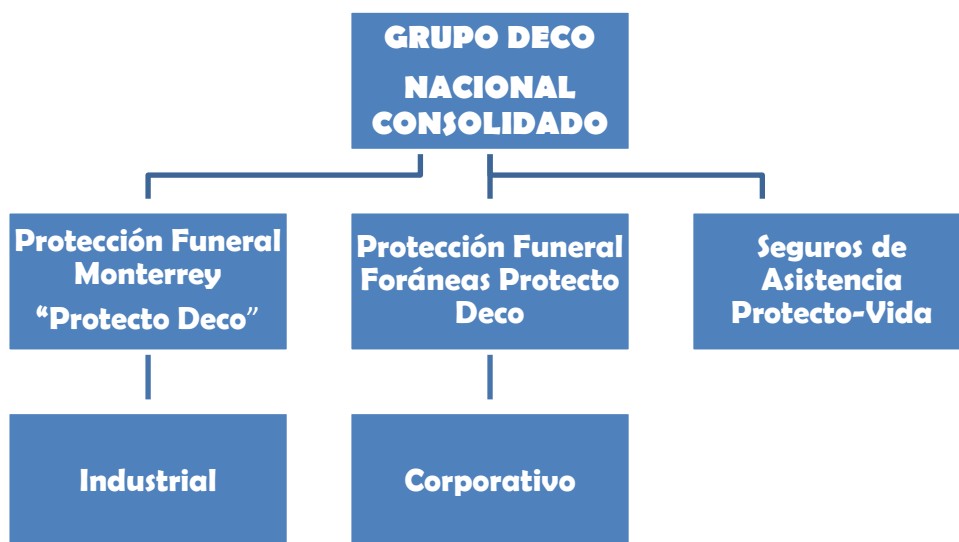 GRUPO DECO
NACIONAL
CONSOLIDADO
Protección Funeral
Monterrey
“Protecto Deco”
Protección Funeral
Foráneas Protecto
Deco
Seguros de
Asistencia
Protecto-Vida
Industrial
Corporativo